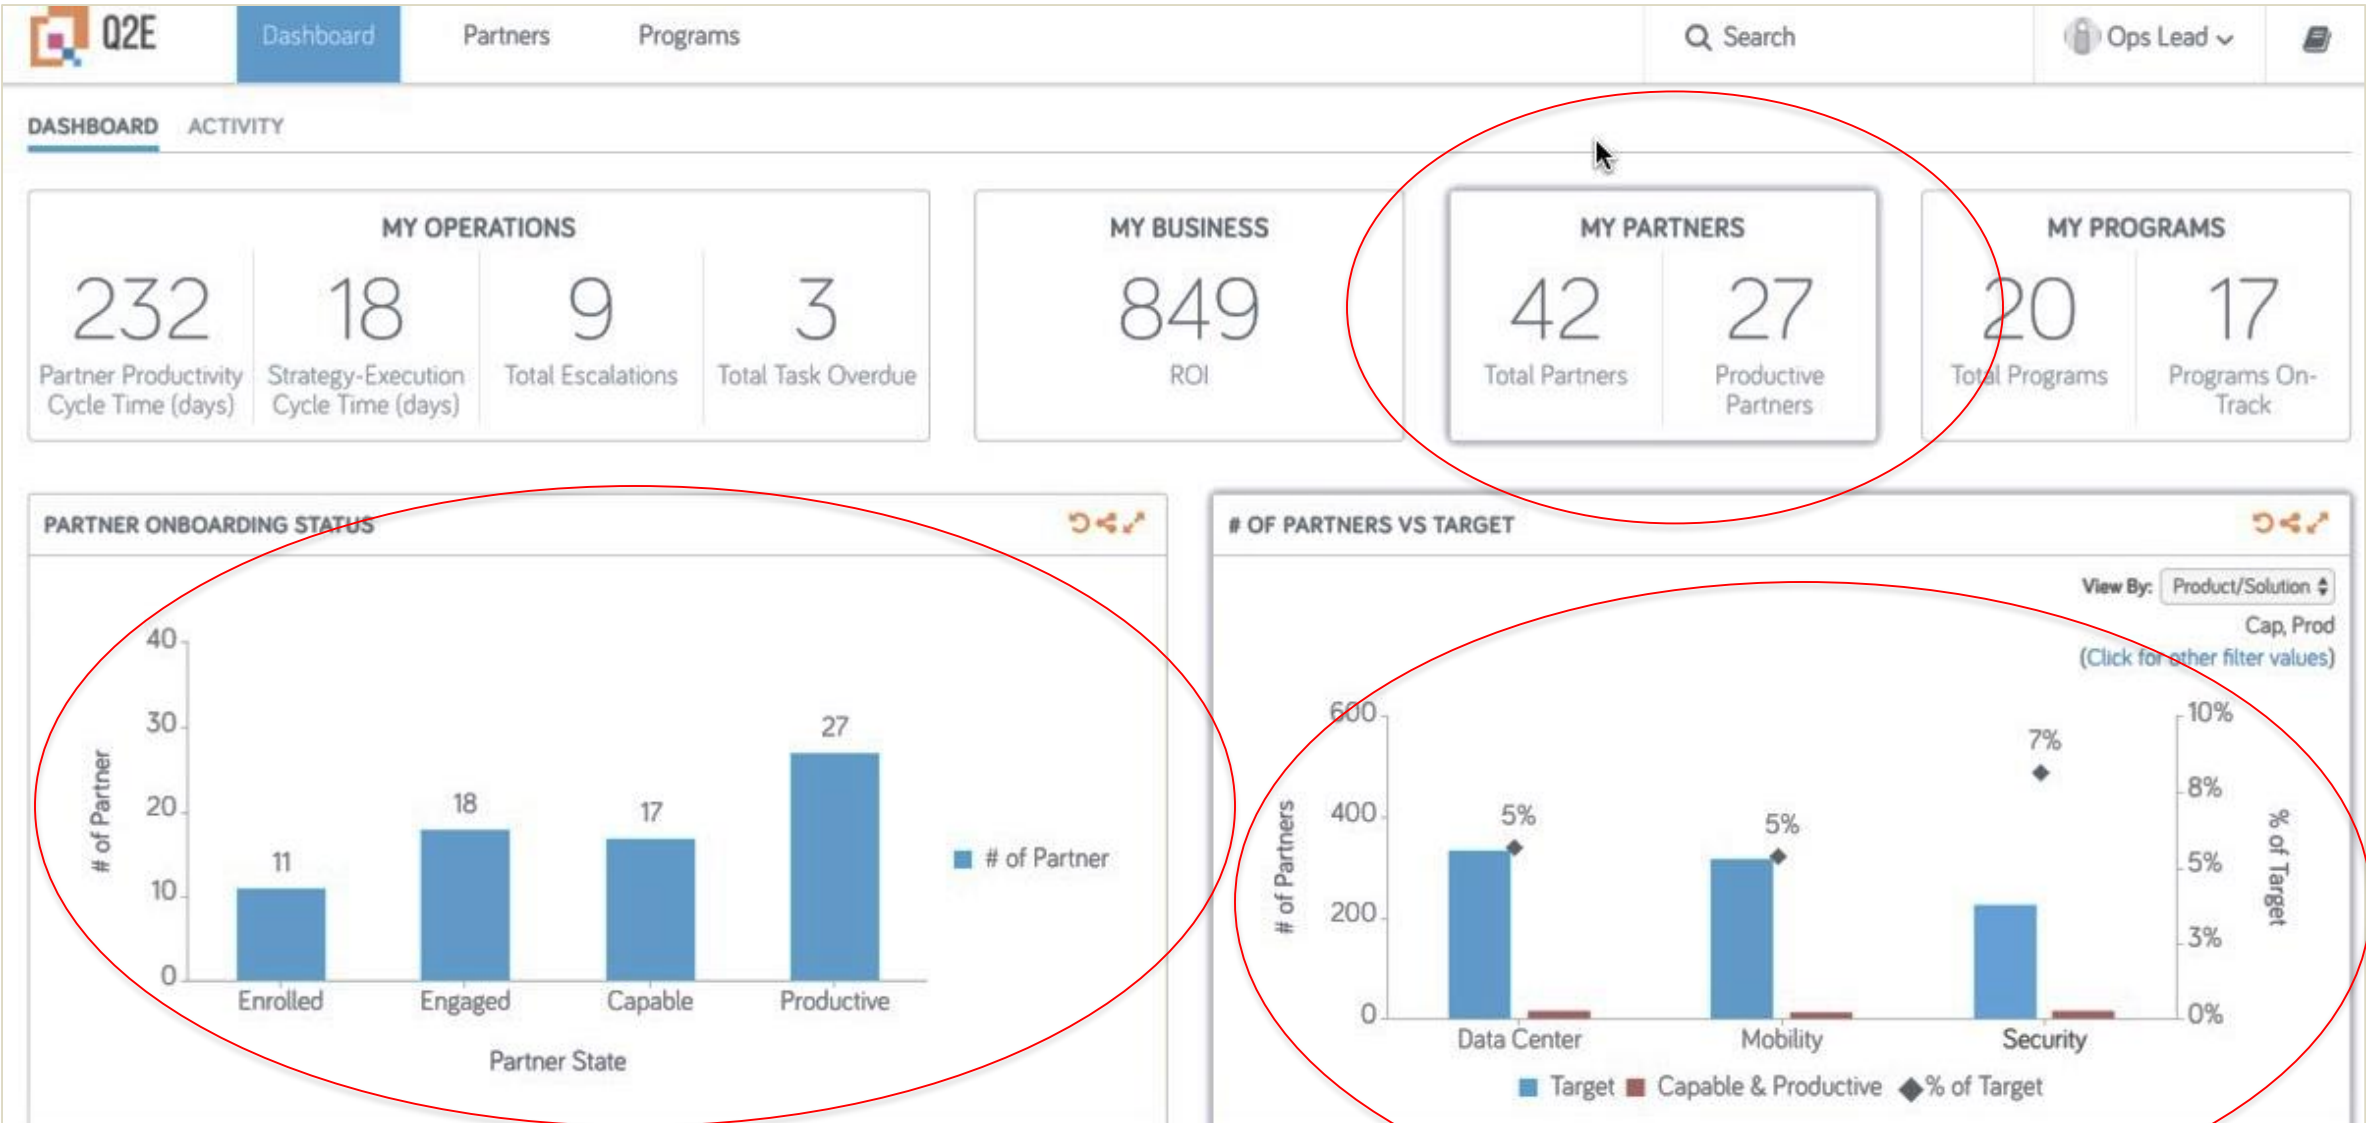 Q2E
Dashboard
Partners
Programs
Search
Ops Lead
DASHBOARD
ACTIVITY
MY OPERATIONS
232
Partner Productivity
Cycle Time (days)
18
Strategy-Execution
Cycle Time (days)
9
Total Escalations
3
Total Task Overdue
MY BUSINESS
849
ROI
MY PARTNERS
42
Total Partners
27
Productive
Partners
MY PROGRAMS
20
Total Programs
17
Programs On-
Track
PARTNER ONBOARDING STATUS
40
30
20
10
0
# of Partner
11
18
17
27
Enrolled
Engaged
Capable
Productive
Partner State
# of Partner
# OF PARTNERS VS TARGET
View By: Product/Solution
Cap, Prod
(Click for other filter values)
600
400
200
0
# of Partners
5%
5%
7%
10%
8%
5%
3%
0%
% of Target
Data Center
Mobility
Security
Target
Capable & Productive
% of Target